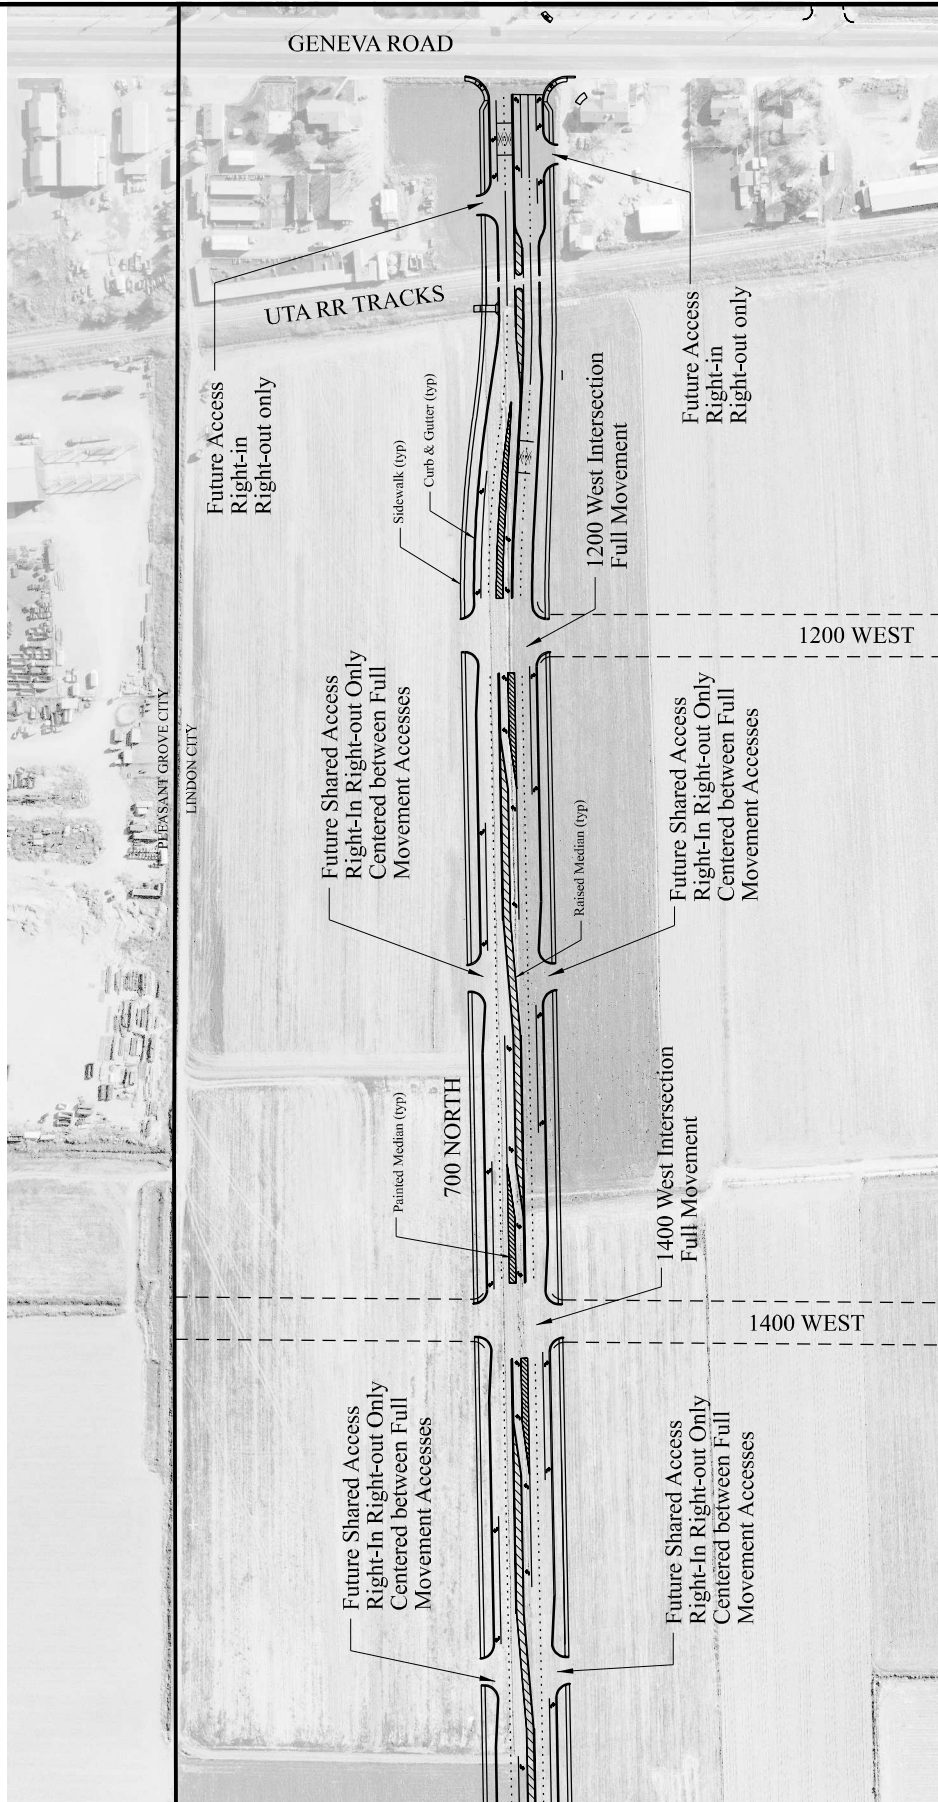 GENEVA ROAD
UTA RR TRACKS
Future Access
Right-in
Right-out only
Future Access
Right-in
Right-out only
Sidewalk (typ)
Curb & Gutter (typ)
1200 West Intersection
Full Movement
1200 WEST
PLEASANT GROVE CITY
LINDON CITY
Future Shared Access
Right-In Right-out Only
Centered between Full
Movement Accesses
Future Shared Access
Right-In Right-out Only
Centered between Full
Movement Accesses
Raised Median (typ)
Painted Median (typ)
700 NORTH
1400 West Intersection
Full Movement
1400 WEST
Future Shared Access
Right-In Right-out Only
Centered between Full
Movement Accesses
Future Shared Access
Right-In Right-out Only
Centered between Full
Movement Accesses